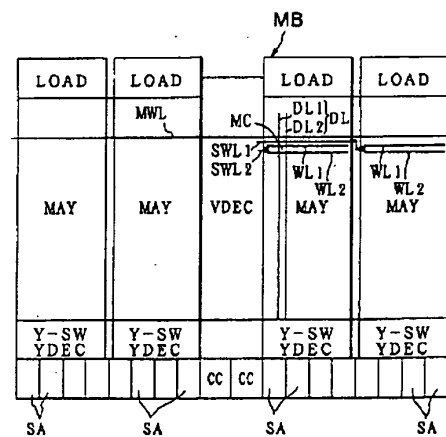 MB
LOAD LOAD LOAD LOAD
MWL MC DL1 DL
DL2
SWL1
SWL2 WL1 WL1
WL2 WL2
MAY MAY VDEC MAY MAY
Y-SW Y-SW Y-SW Y-SW
YDEC YDEC YDEC YDEC
CC CC
SA SA SA SA